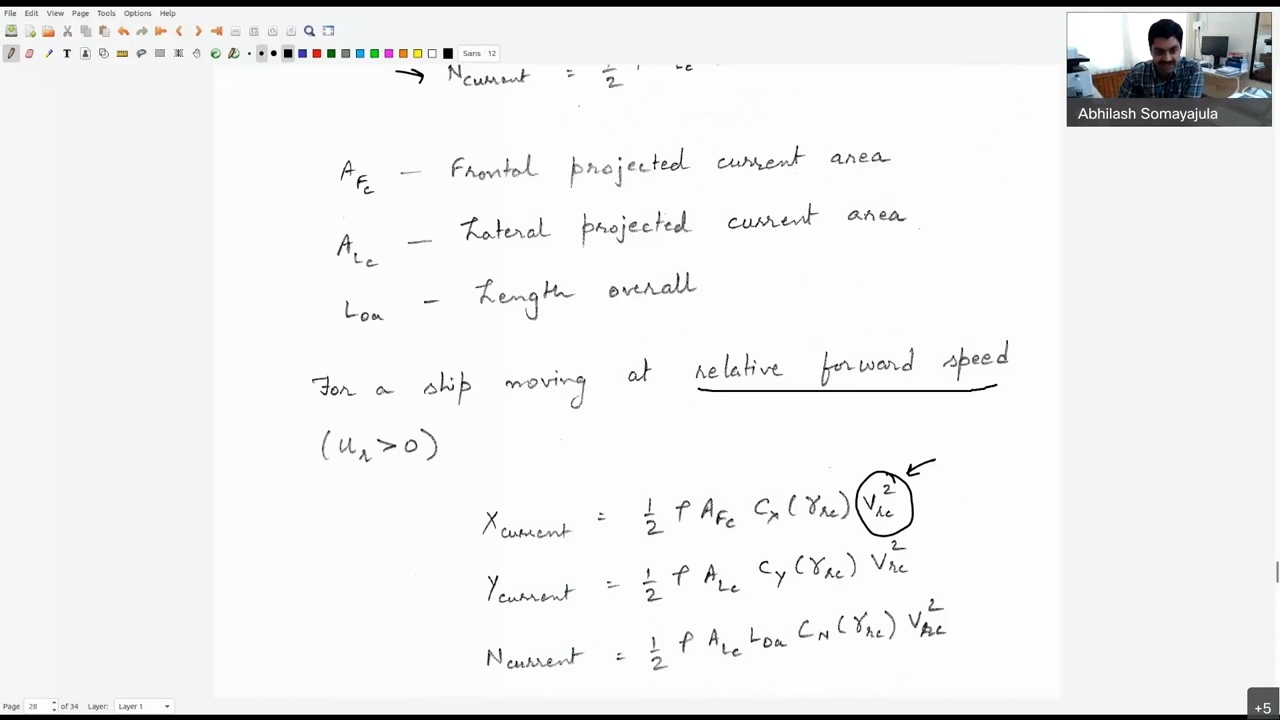 File Edit View Page Tools Options Help
Sans 12
Abhilash Somayajula
→ N_current = 1/2
A_Fc — Frontal projected current area
A_Lc — Lateral projected current area
L_oa — Length overall
For a ship moving at relative forward speed
(u_r > 0)
X_current = 1/2 ρ A_Fc C_X(γ_rc) V_rc^2
Y_current = 1/2 ρ A_Lc C_Y(γ_rc) V_rc^2
N_current = 1/2 ρ A_Lc L_oa C_N(γ_rc) V_rc^2
Page 28 of 34 Layer: Layer 1
+5